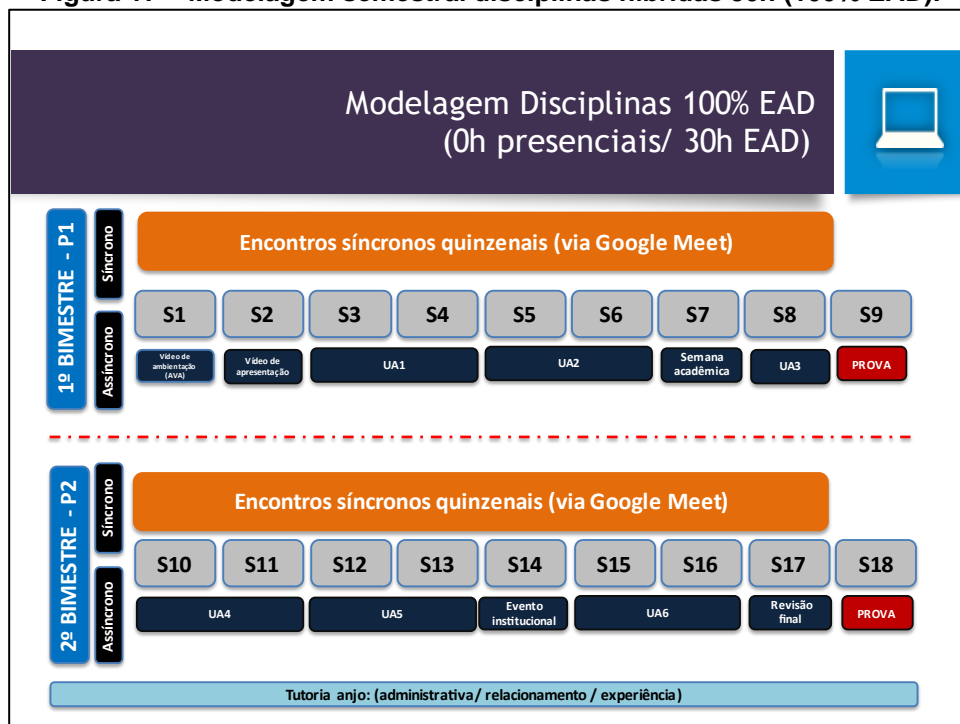 Modelagem Disciplinas 100% EAD
(0h presenciais/ 30h EAD)
1º BIMESTRE - P1
Síncrono
Assíncrono
Encontros síncronos quinzenais (via Google Meet)
S1 S2 S3 S4 S5 S6 S7 S8 S9
Vídeo de
ambientação
(AVA)
Vídeo de
apresentação
UA1
UA2
Semana
acadêmica
UA3
PROVA
2º BIMESTRE - P2
Síncrono
Assíncrono
Encontros síncronos quinzenais (via Google Meet)
S10 S11 S12 S13 S14 S15 S16 S17 S18
UA4
UA5
Evento
institucional
UA6
Revisão
final
PROVA
Tutoria anjo: (administrativa/ relacionamento / experiência)